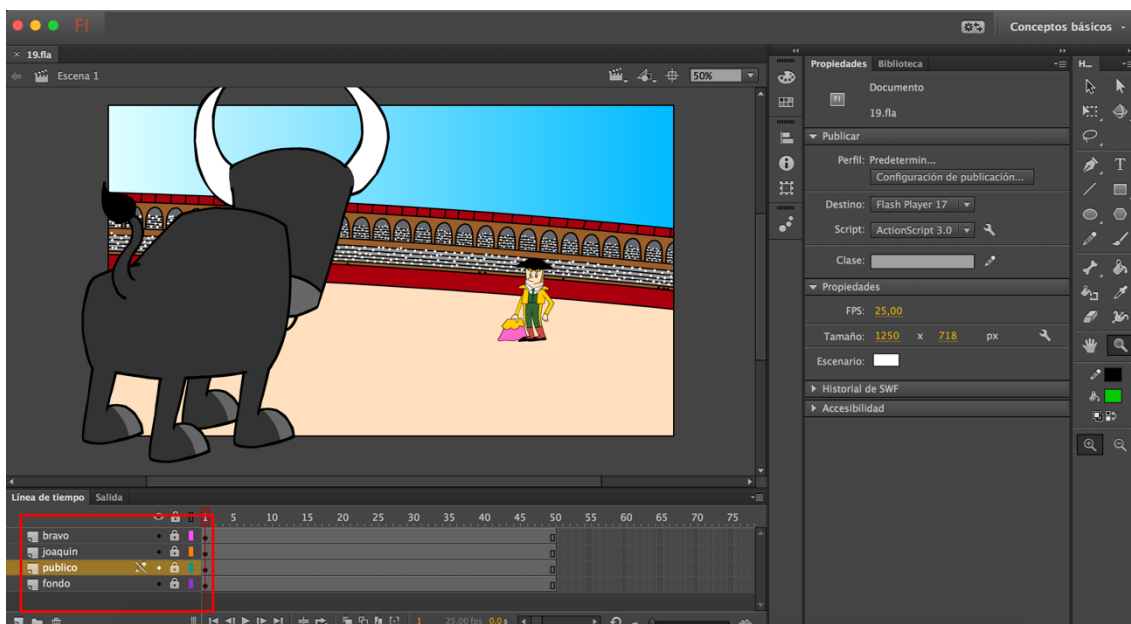 Fl
Conceptos básicos
× 19.fla
Escena 1
50%
Propiedades Biblioteca
H...
Fl
Documento
19.fla
Publicar
Perfil: Predetermin...
Configuración de publicación...
Destino: Flash Player 17
Script: ActionScript 3.0
Clase:
Propiedades
FPS: 25,00
Tamaño: 1250 x 718 px
Escenario:
Historial de SWF
Accesibilidad
T
Línea de tiempo Salida
1 5 10 15 20 25 30 35 40 45 50 55 60 65 70 75
bravo
joaquin
publico
fondo
1 25,00 fps 0,0 s